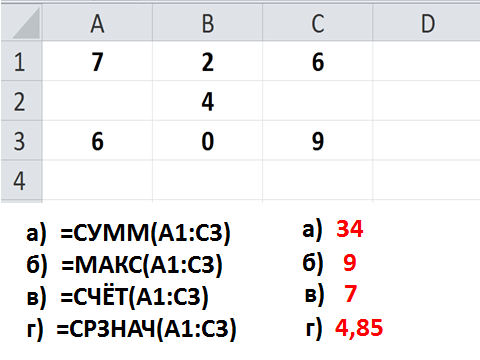 A B C D
1 7 2 6
2 4
3 6 0 9
4
а) =СУММ(A1:C3) а) 34
б) =МАКС(A1:C3) б) 9
в) =СЧЁТ(A1:C3) в) 7
г) =СРЗНАЧ(A1:C3) г) 4,85